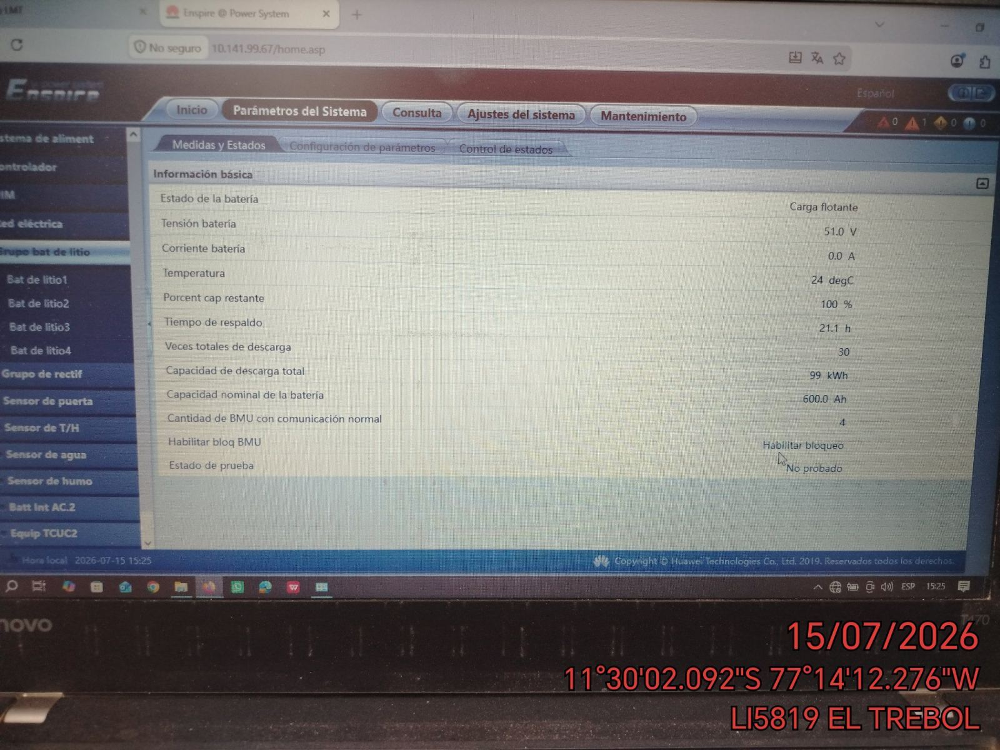 Enspire @ Power System
No seguro 10.141.99.67/home.asp
Enspire
Español
Inicio Parámetros del Sistema Consulta Ajustes del sistema Mantenimiento
0 1 0 0
stema de aliment
ontrolador
IM
ed eléctrica
Grupo bat de litio
Bat de litio1
Bat de litio2
Bat de litio3
Bat de litio4
Grupo de rectif
Sensor de puerta
Sensor de T/H
Sensor de agua
Sensor de humo
Batt Int AC.2
Equip TCUC2
Medidas y Estados Configuración de parámetros Control de estados
Información básica
Estado de la batería Carga flotante
Tensión batería 51.0 V
Corriente batería 0.0 A
Temperatura 24 degC
Porcent cap restante 100 %
Tiempo de respaldo 21.1 h
Veces totales de descarga 30
Capacidad de descarga total 99 kWh
Capacidad nominal de la batería 600.0 Ah
Cantidad de BMU con comunicación normal 4
Habilitar bloq BMU Habilitar bloqueo
Estado de prueba No probado
Hora local 2026-07-15 15:25 Copyright © Huawei Technologies Co., Ltd. 2019. Reservados todos los derechos.
ESP 15:25
novo
T470
15/07/2026
11°30'02.092"S 77°14'12.276"W
LI5819 EL TREBOL